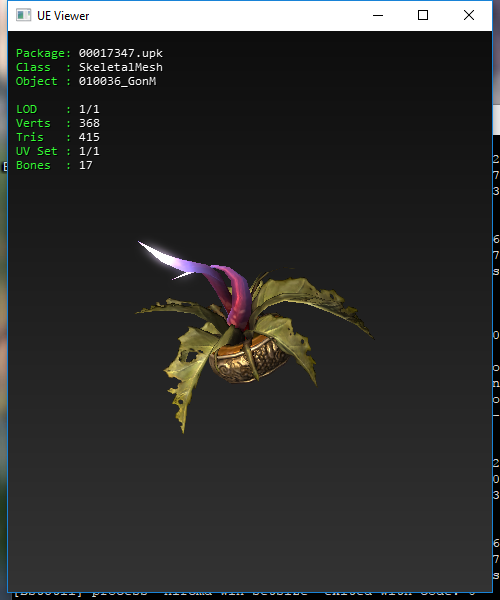 UE Viewer
Package: 00017347.upk
Class : SkeletalMesh
Object : 010036_GonM
LOD : 1/1
Verts : 368
Tris : 415
UV Set : 1/1
Bones : 17